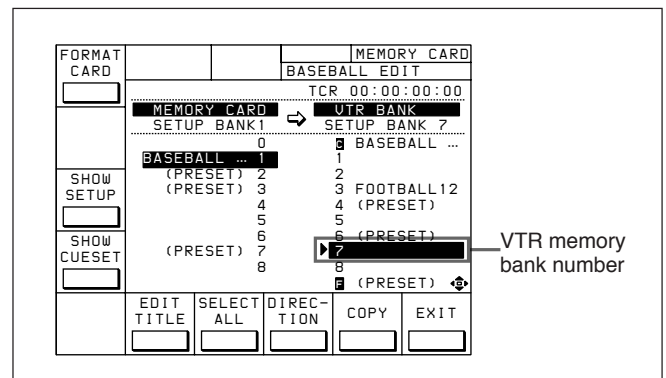 FORMAT CARD
MEMORY CARD
BASEBALL EDIT
TCR 00:00:00:00
MEMORY CARD
SETUP BANK1
VTR BANK
SETUP BANK 7
0
BASEBALL … 1
(PRESET) 2
(PRESET) 3
4
5
6
(PRESET) 7
8
C BASEBALL …
1
2
3 FOOTBALL12
4 (PRESET)
5
6 (PRESET)
7
8
F (PRESET)
SHOW SETUP
SHOW CUESET
VTR memory
bank number
EDIT TITLE
SELECT ALL
DIREC-
TION
COPY
EXIT